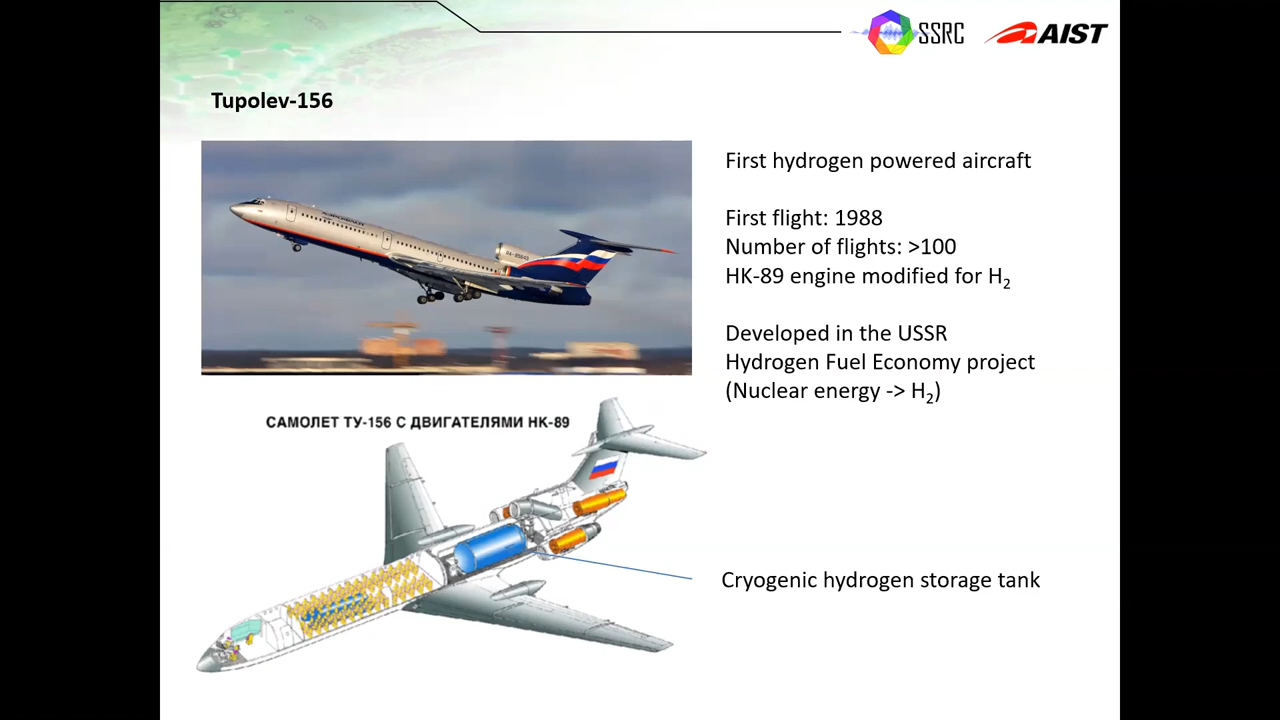 SSRC
AIST
Tupolev-156
First hydrogen powered aircraft
First flight: 1988
Number of flights: >100
HK-89 engine modified for H₂
Developed in the USSR
Hydrogen Fuel Economy project
(Nuclear energy -> H₂)
САМОЛЕТ ТУ-156 С ДВИГАТЕЛЯМИ НК-89
Cryogenic hydrogen storage tank